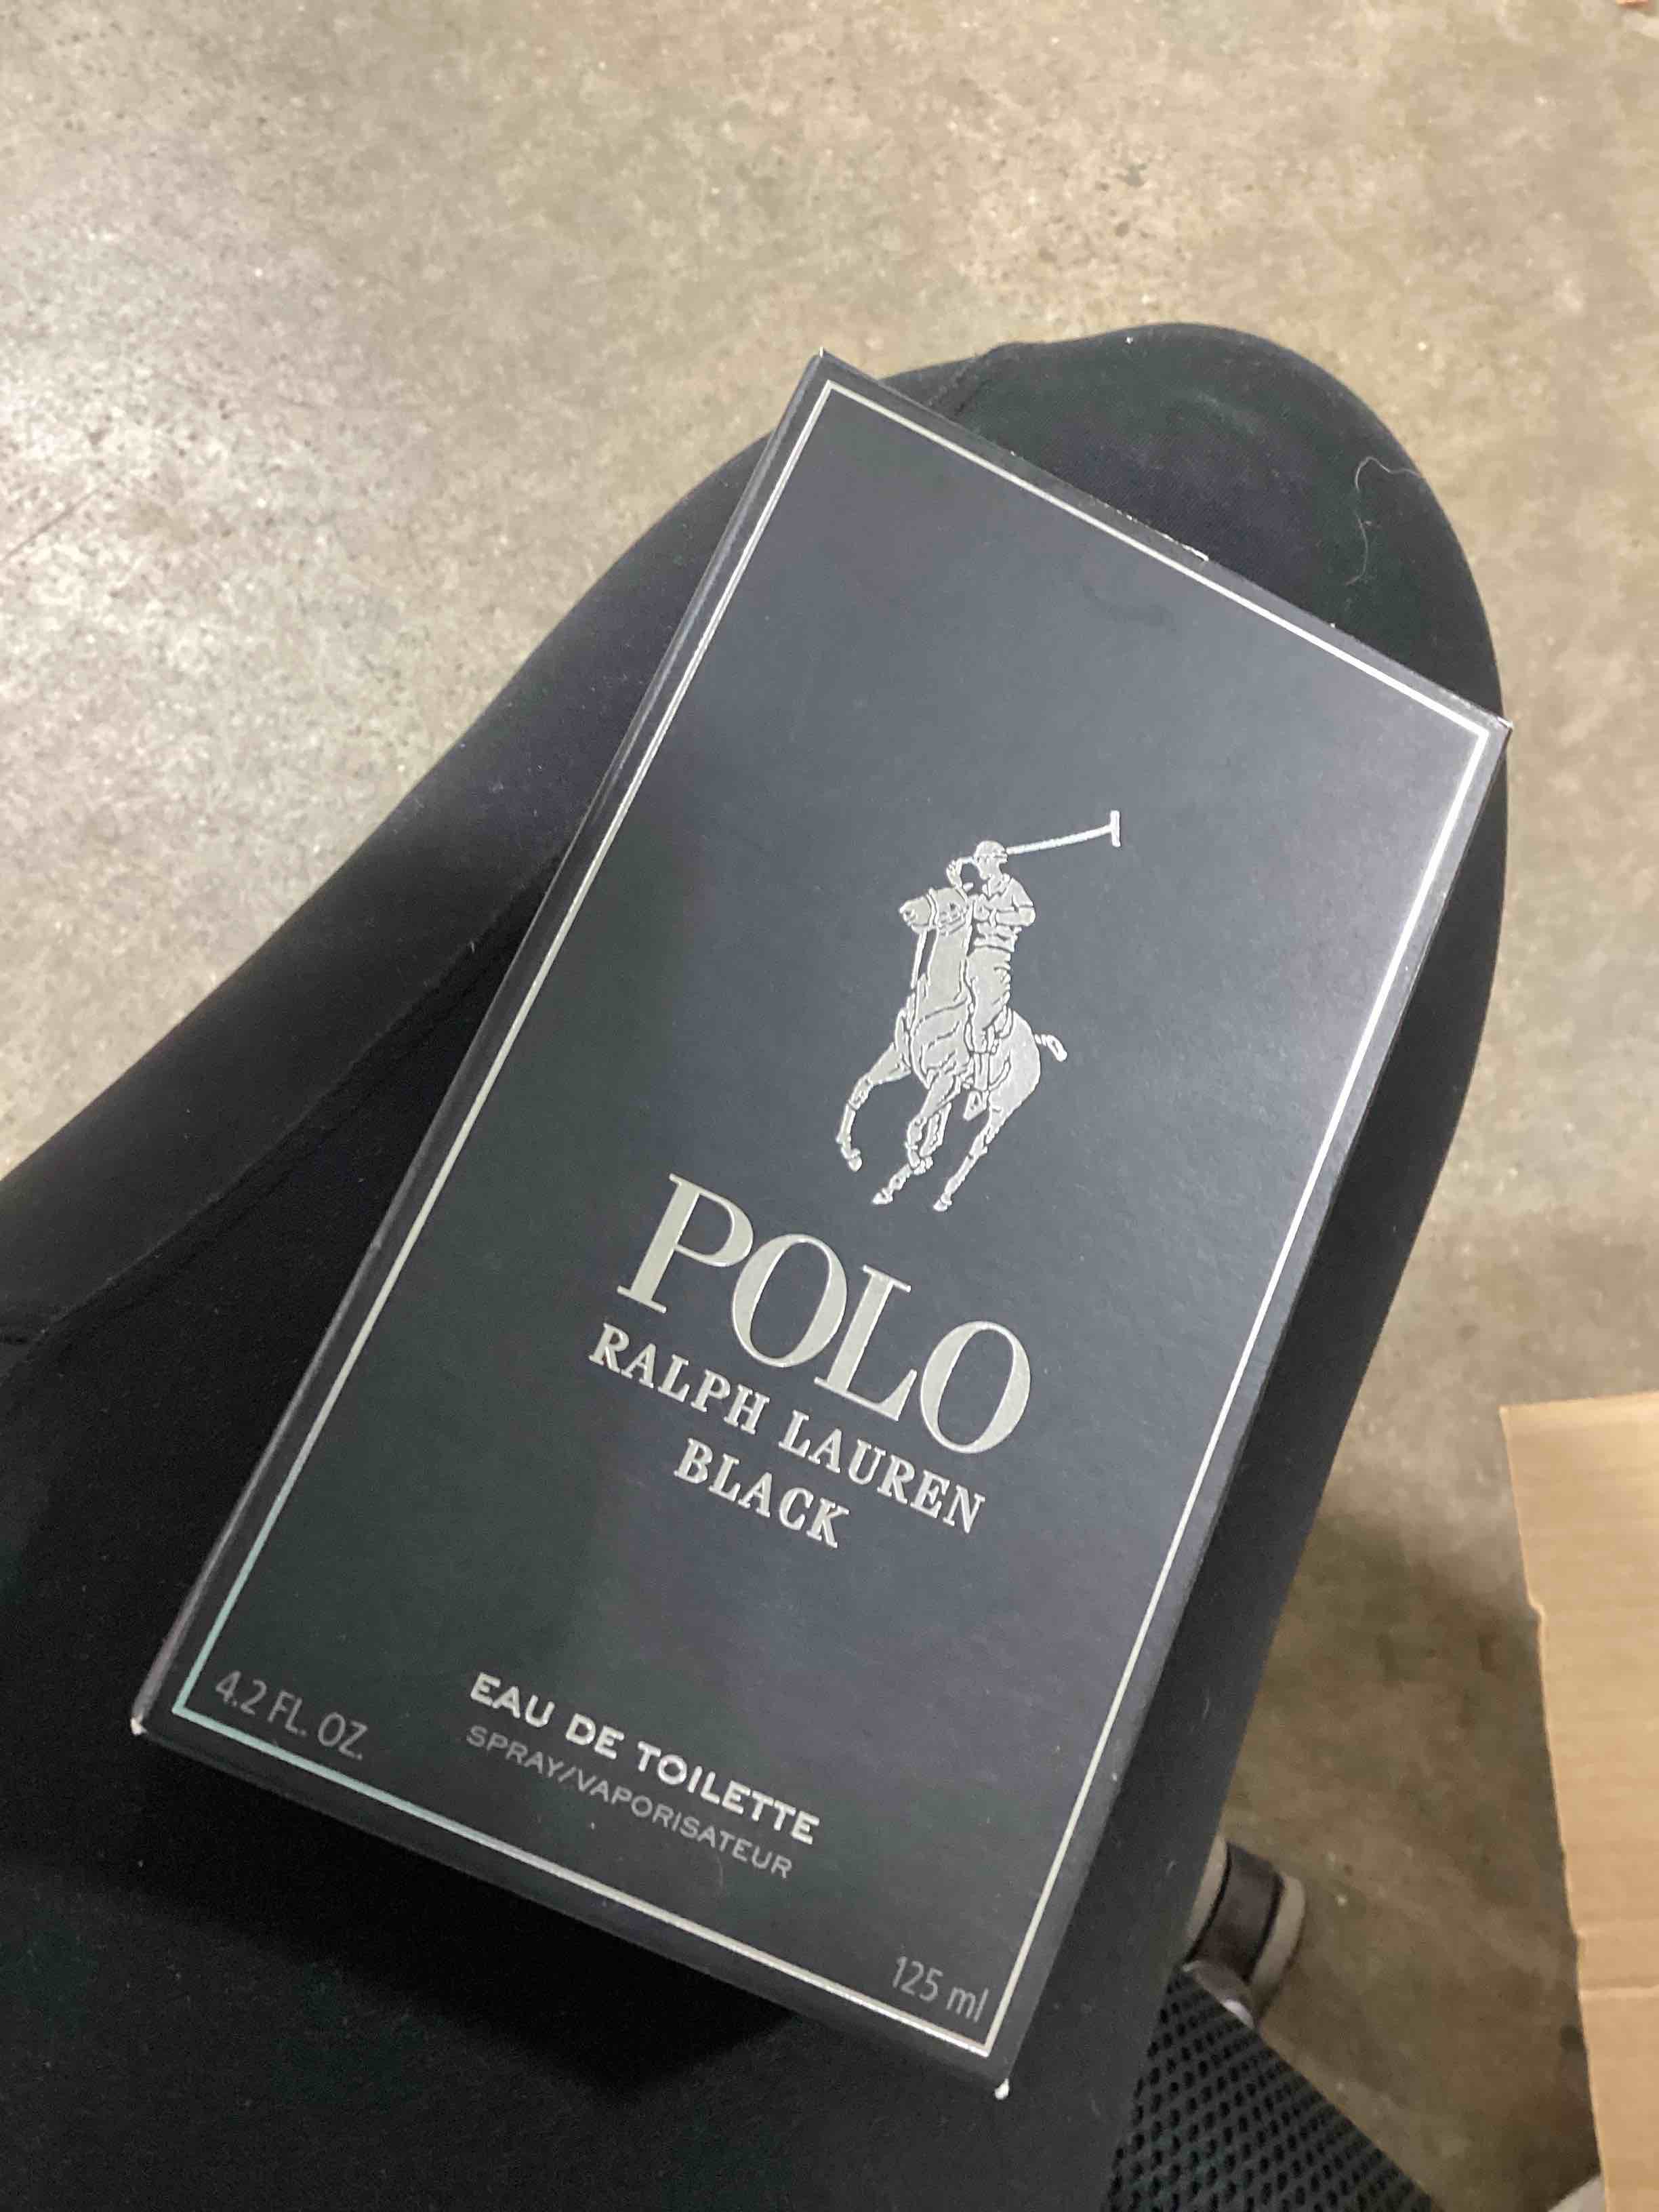 POLO
RALPH LAUREN
BLACK
EAU DE TOILETTE
SPRAY/VAPORISATEUR
4.2 FL. OZ.
125 ml